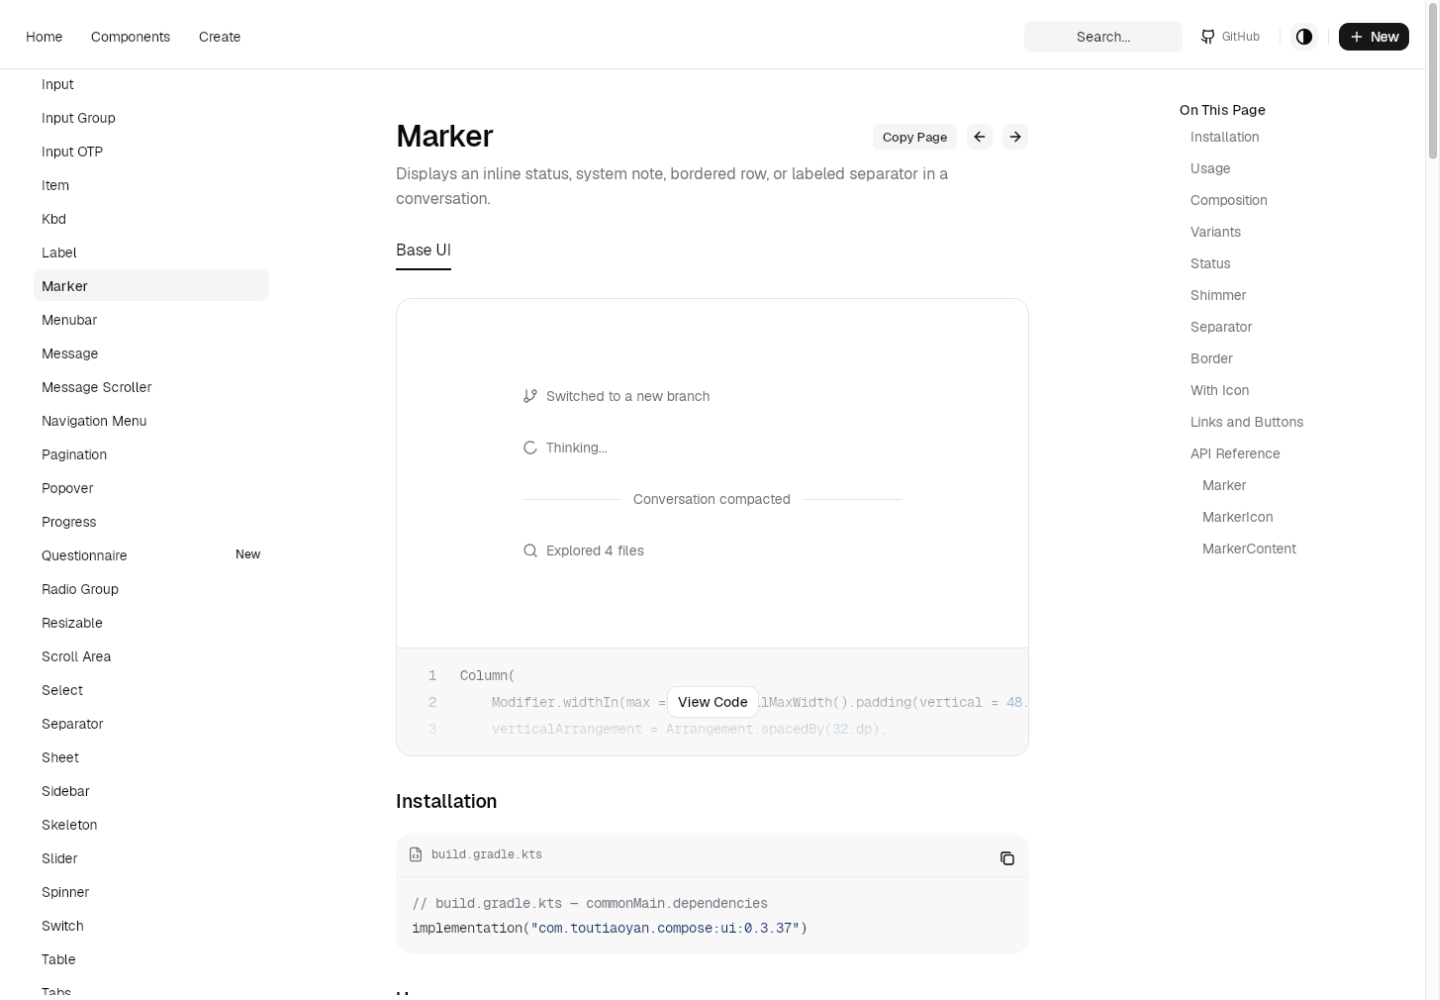 Home
Components
Create
Search...
GitHub
New
Input
Input Group
Input OTP
Item
Kbd
Label
Marker
Menubar
Message
Message Scroller
Navigation Menu
Pagination
Popover
Progress
Questionnaire New
Radio Group
Resizable
Scroll Area
Select
Separator
Sheet
Sidebar
Skeleton
Slider
Spinner
Switch
Table
Tabs
Marker
Copy Page
Displays an inline status, system note, bordered row, or labeled separator in a
conversation.
Base UI
Switched to a new branch
Thinking...
Conversation compacted
Explored 4 files
1 Column(
2 Modifier.widthIn(max = llMaxWidth().padding(vertical = 48.
View Code
3 verticalArrangement = Arrangement.spacedBy(32.dp),
Installation
build.gradle.kts
// build.gradle.kts — commonMain.dependencies
implementation("com.toutiaoyan.compose:ui:0.3.37")
On This Page
Installation
Usage
Composition
Variants
Status
Shimmer
Separator
Border
With Icon
Links and Buttons
API Reference
Marker
MarkerIcon
MarkerContent